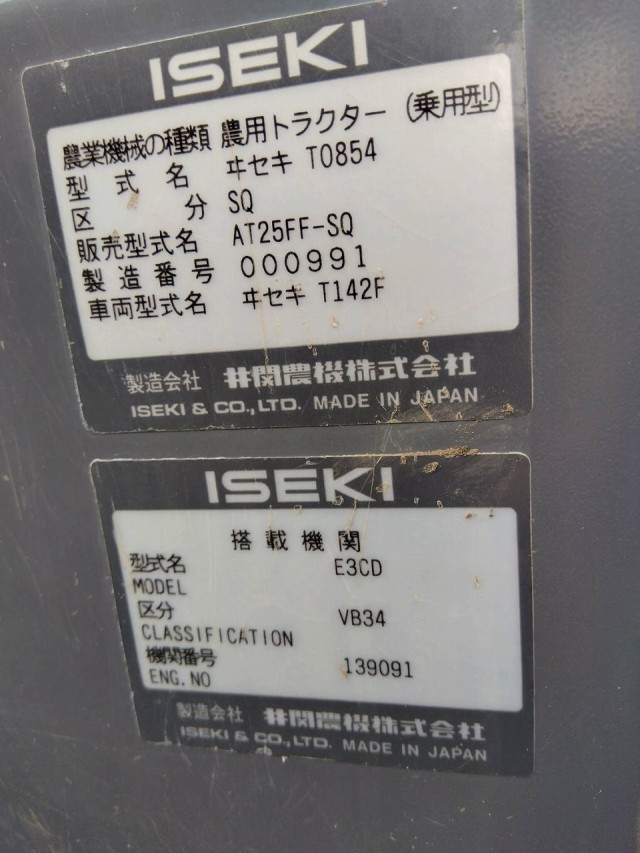 ISEKI
農業機械の種類 農用トラクター (乗用型)
型式名 ヰセキ T0854
区分 SQ
販売型式名 AT25FF-SQ
製造番号 000991
車両型式名 ヰセキ T142F
製造会社 井関農機株式会社
ISEKI & CO., LTD. MADE IN JAPAN
ISEKI
搭載機関
型式名 E3CD
MODEL
区分 VB34
CLASSIFICATION
機関番号 139091
ENG. NO
製造会社 井関農機株式会社
ISEKI & CO., LTD. MADE IN JAPAN